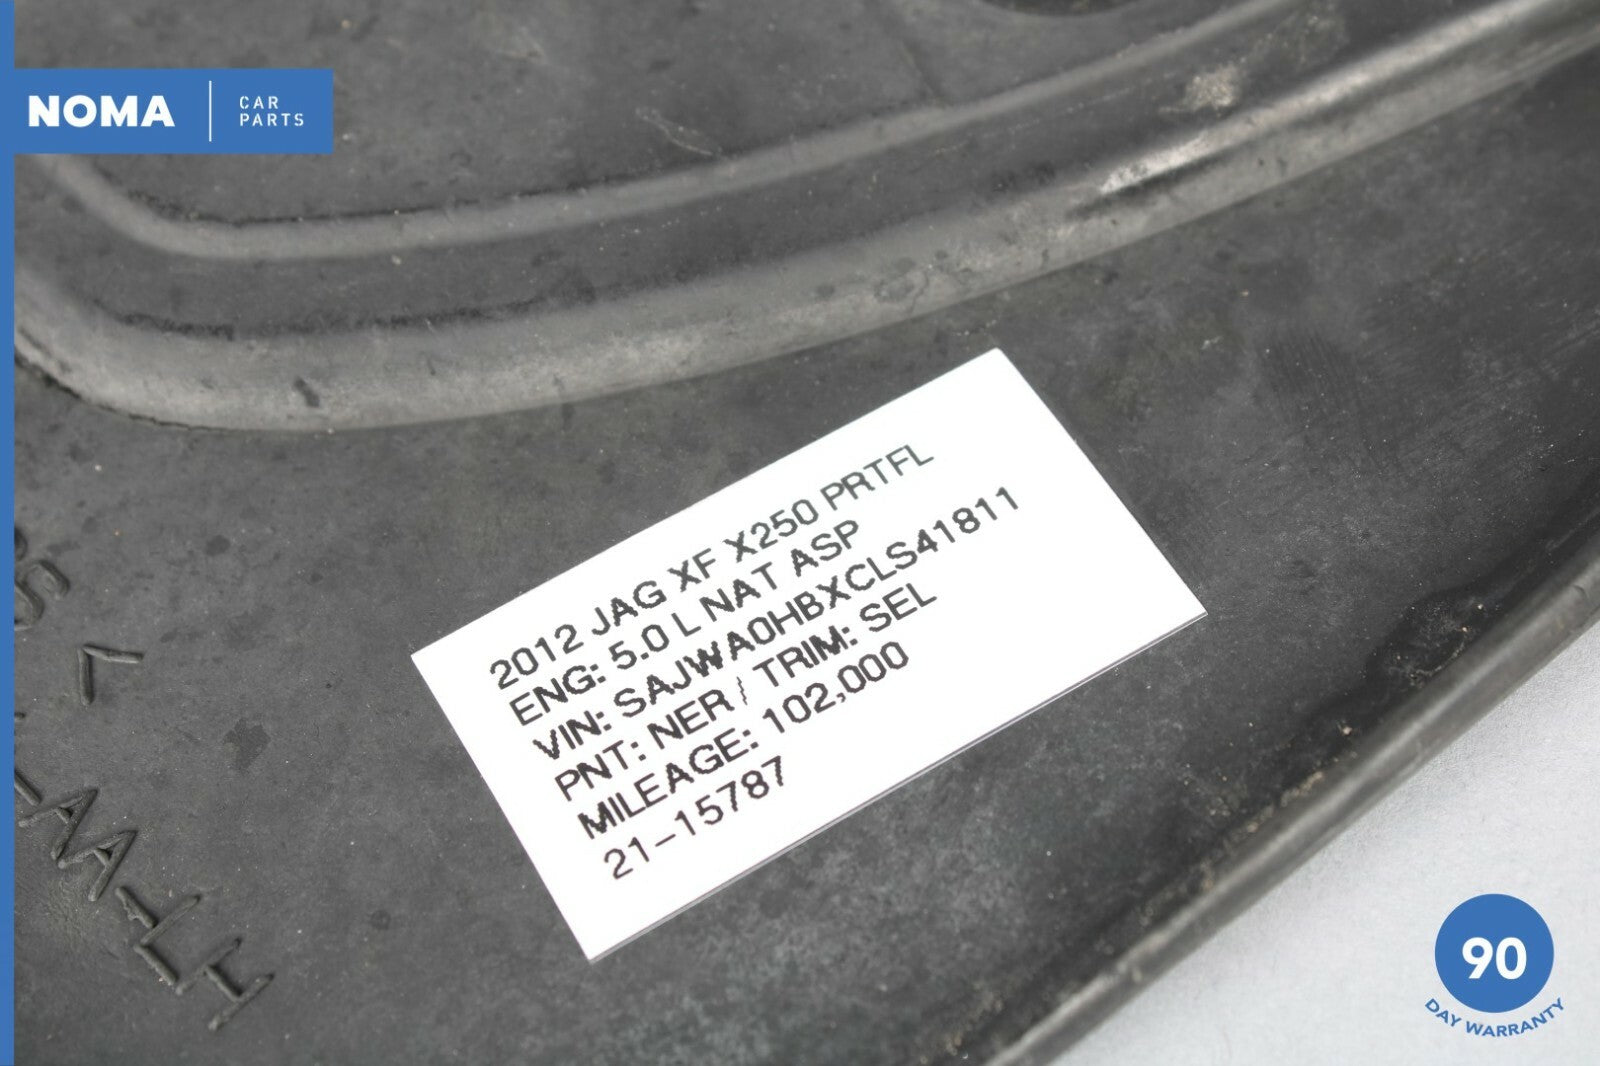 NOMA
CAR
PARTS
2012 JAG XF X250 PRTFL
ENG: 5.0 L NAT ASP
VIN: SAJWA0HBXCLS41811
PNT: NER / TRIM: SEL
MILEAGE: 102,000
21-15787
90
DAY WARRANTY